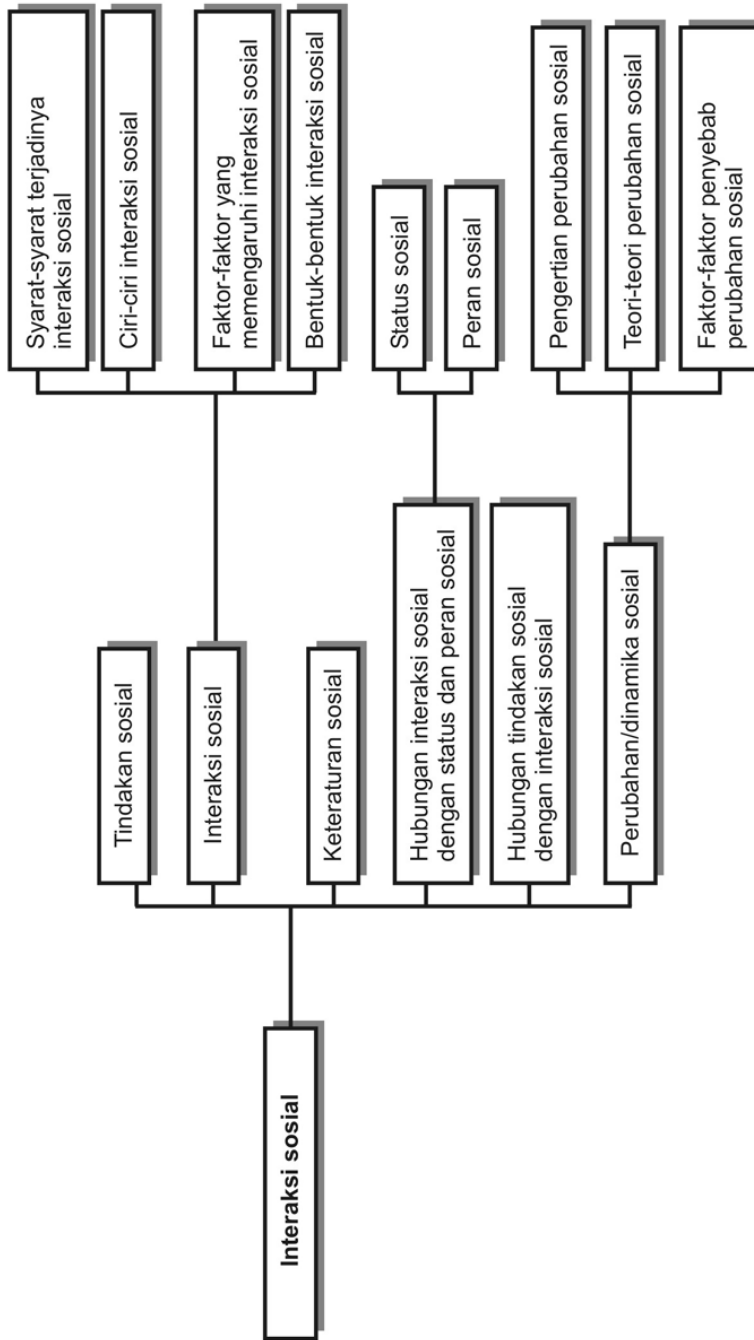 Interaksi sosial
Tindakan sosial
Interaksi sosial
Keteraturan sosial
Hubungan interaksi sosial
dengan status dan peran sosial
Hubungan tindakan sosial
dengan interaksi sosial
Perubahan/dinamika sosial
Syarat-syarat terjadinya
interaksi sosial
Ciri-ciri interaksi sosial
Faktor-faktor yang
memengaruhi interaksi sosial
Bentuk-bentuk interaksi sosial
Status sosial
Peran sosial
Pengertian perubahan sosial
Teori-teori perubahan sosial
Faktor-faktor penyebab
perubahan sosial